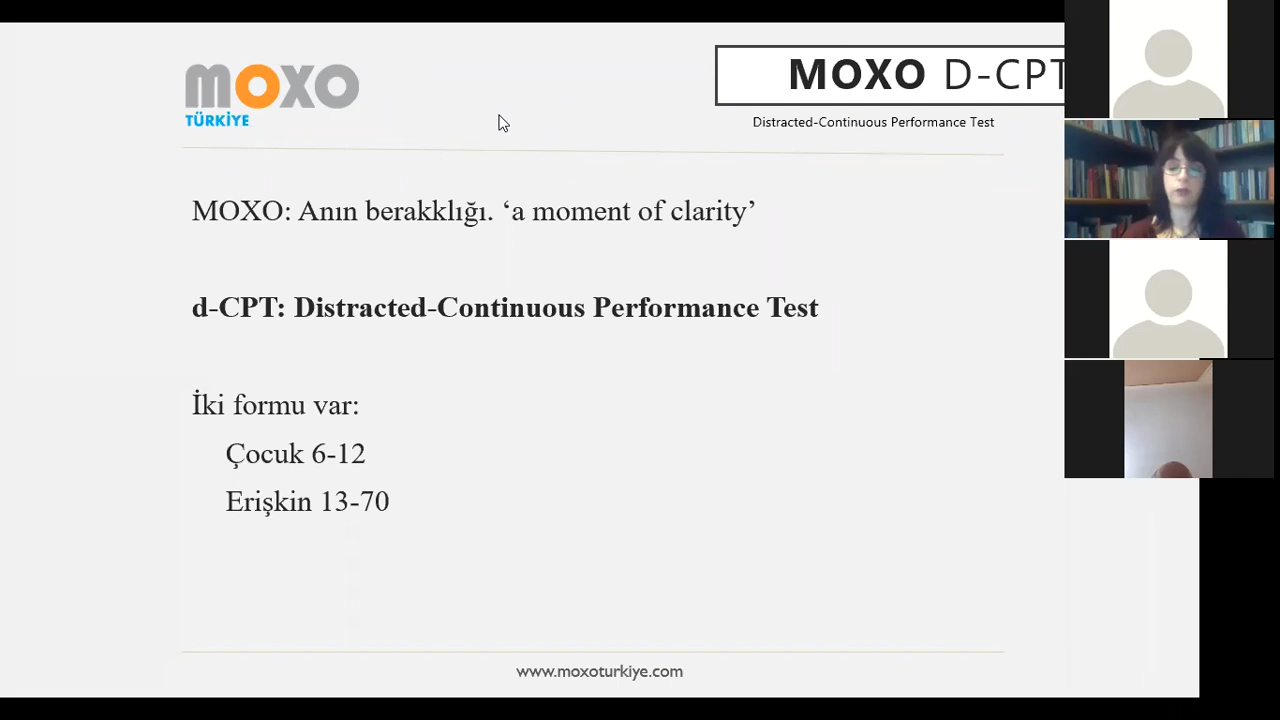 moxo
TÜRKİYE
MOXO D-CPT
Distracted-Continuous Performance Test
MOXO: Anın berakklığı. ‘a moment of clarity’
d-CPT: Distracted-Continuous Performance Test
İki formu var:
Çocuk 6-12
Erişkin 13-70
www.moxoturkiye.com